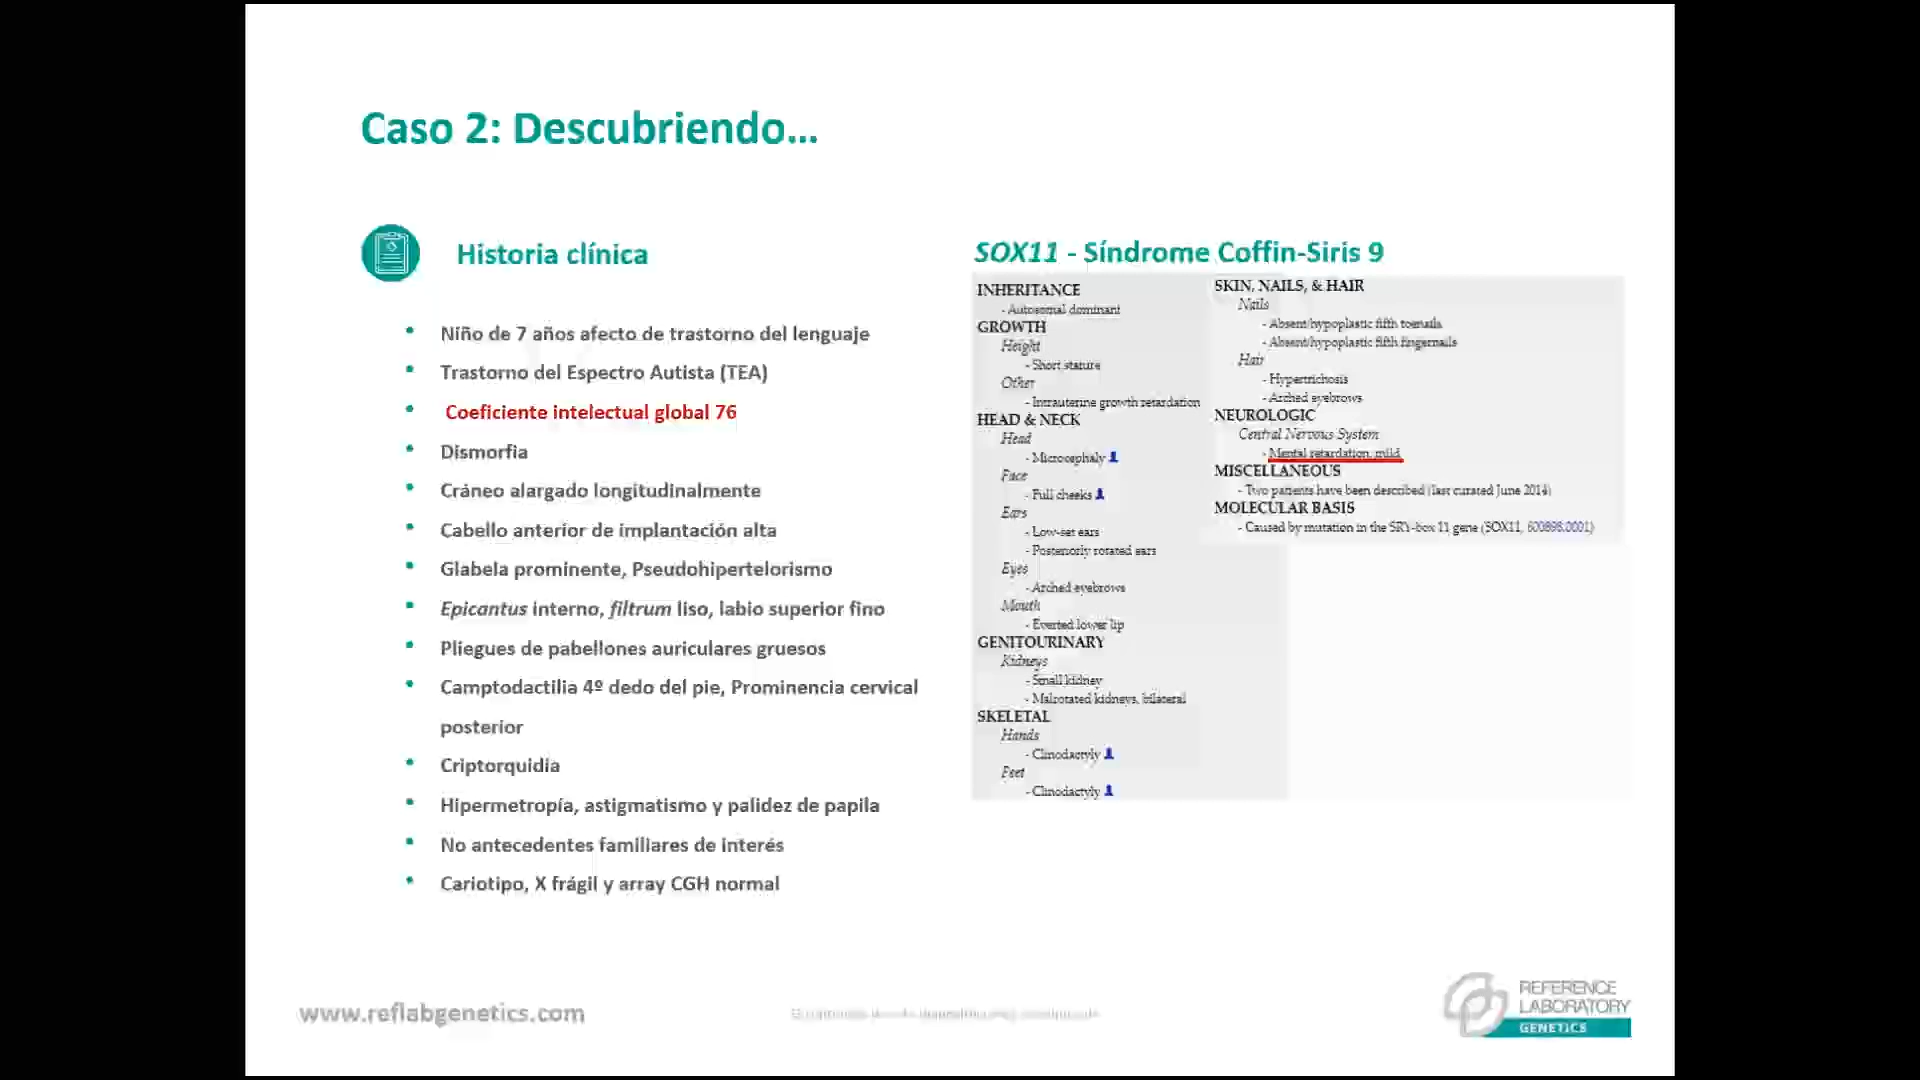 Caso 2: Descubriendo...
Historia clínica
• Niño de 7 años afecto de trastorno del lenguaje
• Trastorno del Espectro Autista (TEA)
• Coeficiente intelectual global 76
• Dismorfia
• Cráneo alargado longitudinalmente
• Cabello anterior de implantación alta
• Glabela prominente, Pseudohipertelorismo
• Epicantus interno, filtrum liso, labio superior fino
• Pliegues de pabellones auriculares gruesos
• Camptodactilia 4º dedo del pie, Prominencia cervical
posterior
• Criptorquidia
• Hipermetropía, astigmatismo y palidez de papila
• No antecedentes familiares de interés
• Cariotipo, X frágil y array CGH normal
SOX11 - Síndrome Coffin-Siris 9
INHERITANCE
- Autosomal dominant
GROWTH
Height
- Short stature
Other
- Intrauterine growth retardation
HEAD & NECK
Head
- Microcephaly
Face
- Full cheeks
Ears
- Low-set ears
- Posteriorly rotated ears
Eyes
- Arched eyebrows
Mouth
- Everted lower lip
GENITOURINARY
Kidneys
- Small kidney
- Malrotated kidneys, bilateral
SKELETAL
Hands
- Clinodactyly
Feet
- Clinodactyly
SKIN, NAILS, & HAIR
Nails
- Absent/hypoplastic fifth toenails
- Absent/hypoplastic fifth fingernails
Hair
- Hypertrichosis
- Arched eyebrows
NEUROLOGIC
Central Nervous System
- Mental retardation, mild
MISCELLANEOUS
- Two patients have been described (last curated June 2014)
MOLECULAR BASIS
- Caused by mutation in the SRY-box 11 gene (SOX11, 600898.0001)
www.reflabgenetics.com
REFERENCE
LABORATORY
GENETICS